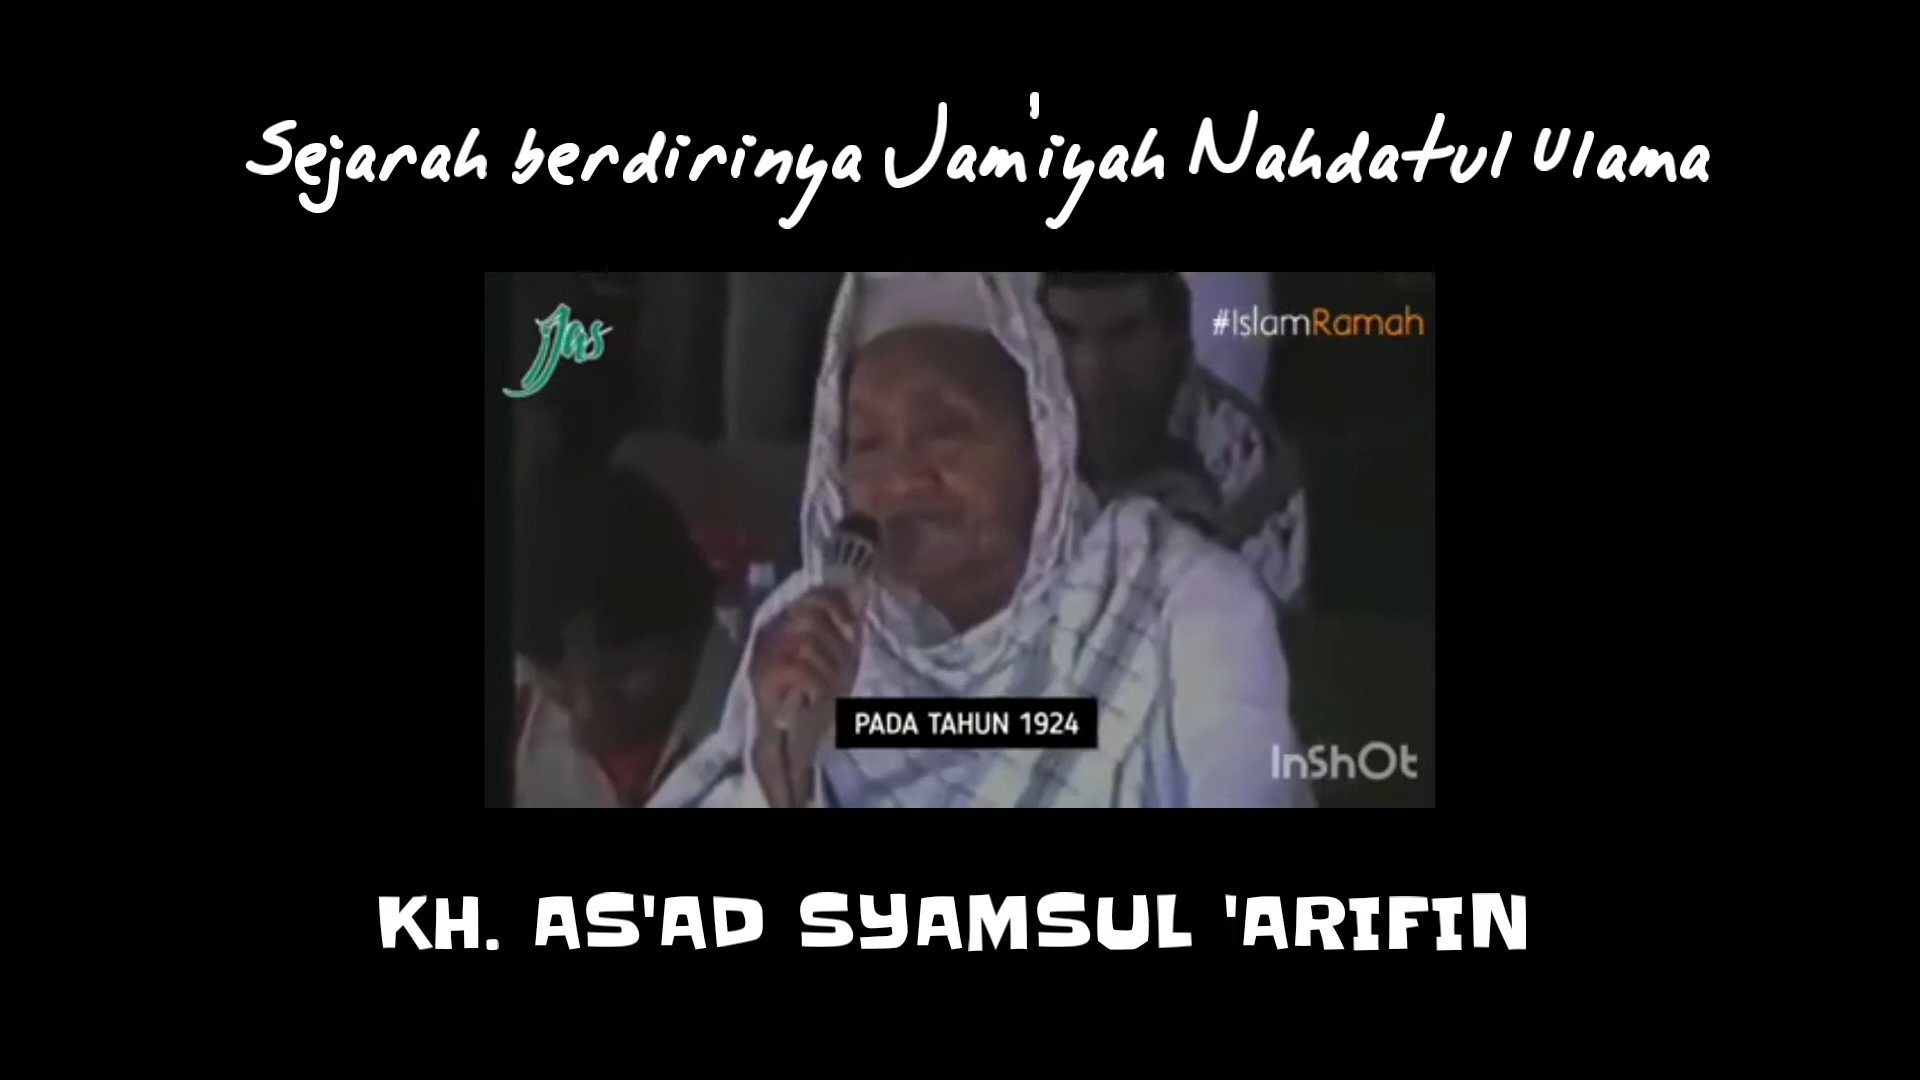 Sejarah berdirinya Jam'iyah Nahdatul Ulama
Jas
#IslamRamah
PADA TAHUN 1924
InShOt
KH. AS'AD SYAMSUL 'ARIFIN